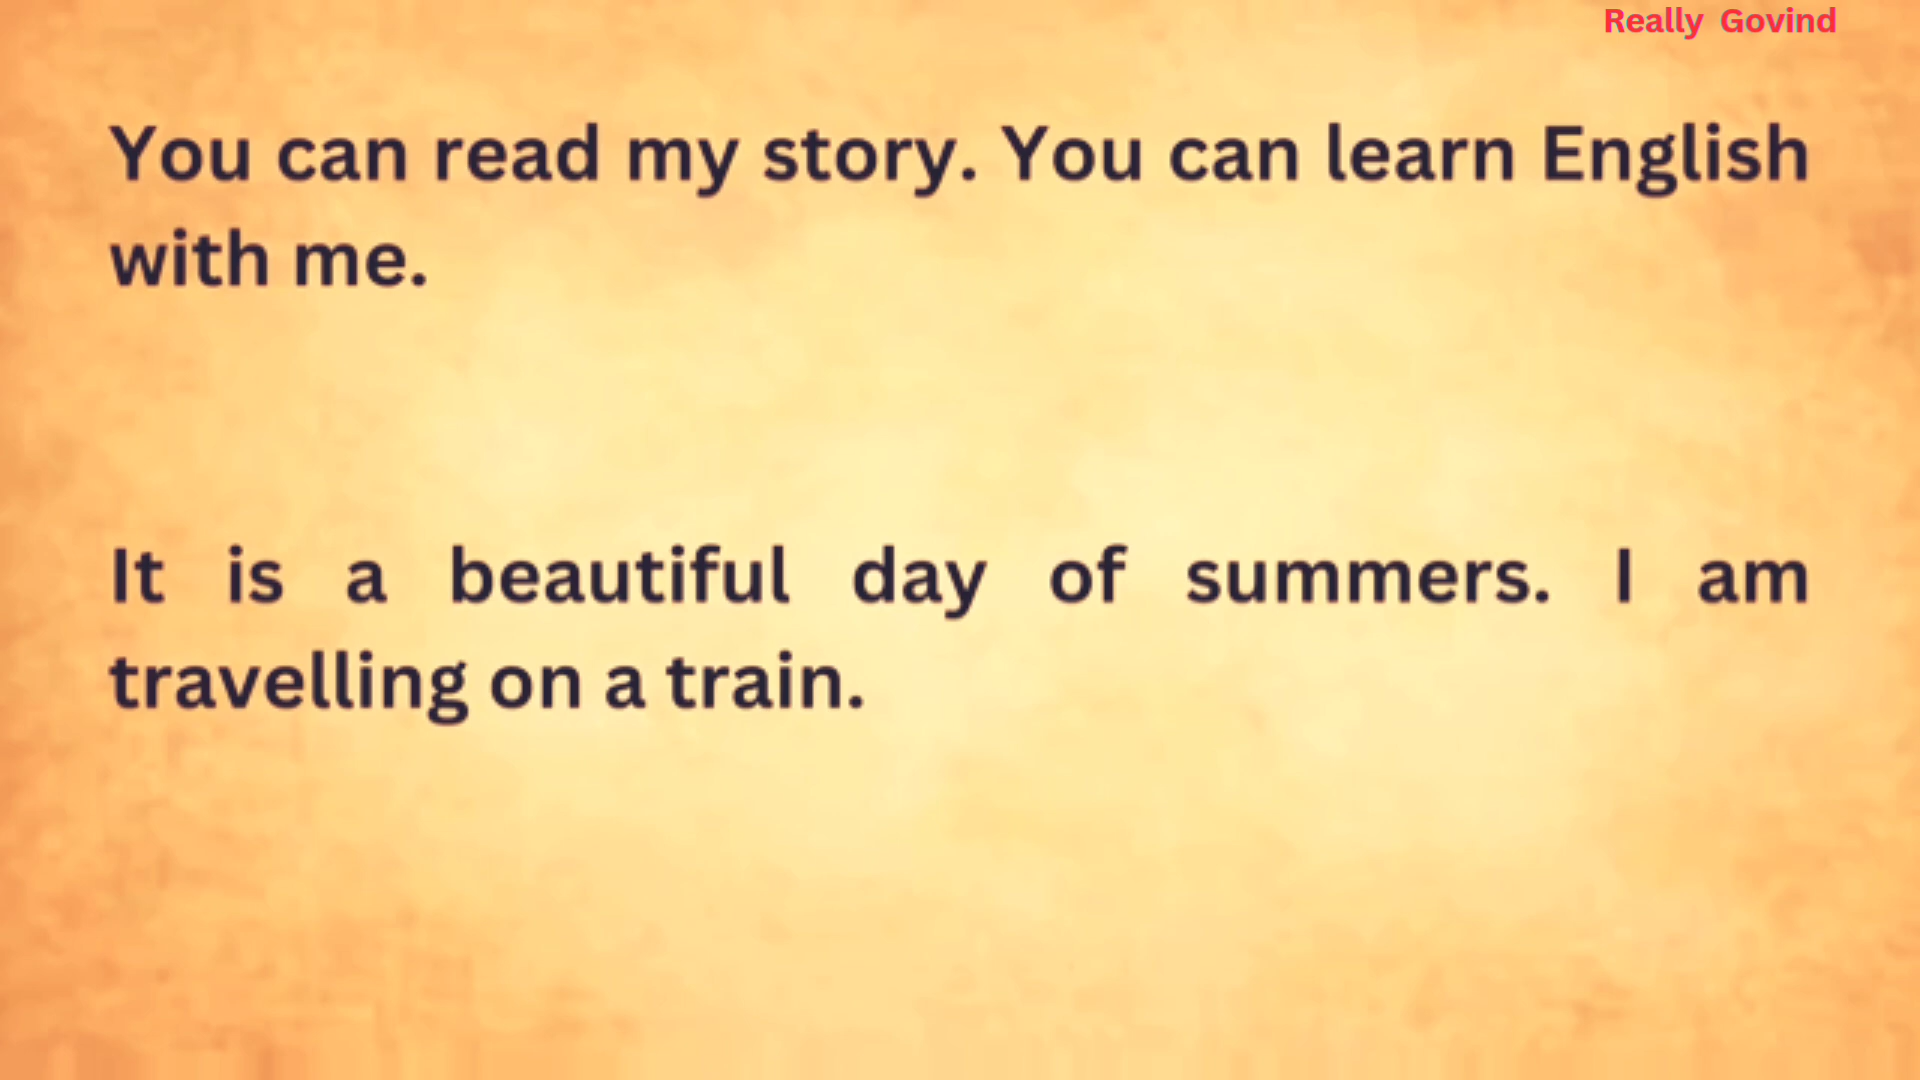 Really Govind
You can read my story. You can learn English
with me.
It is a beautiful day of summers. I am
travelling on a train.